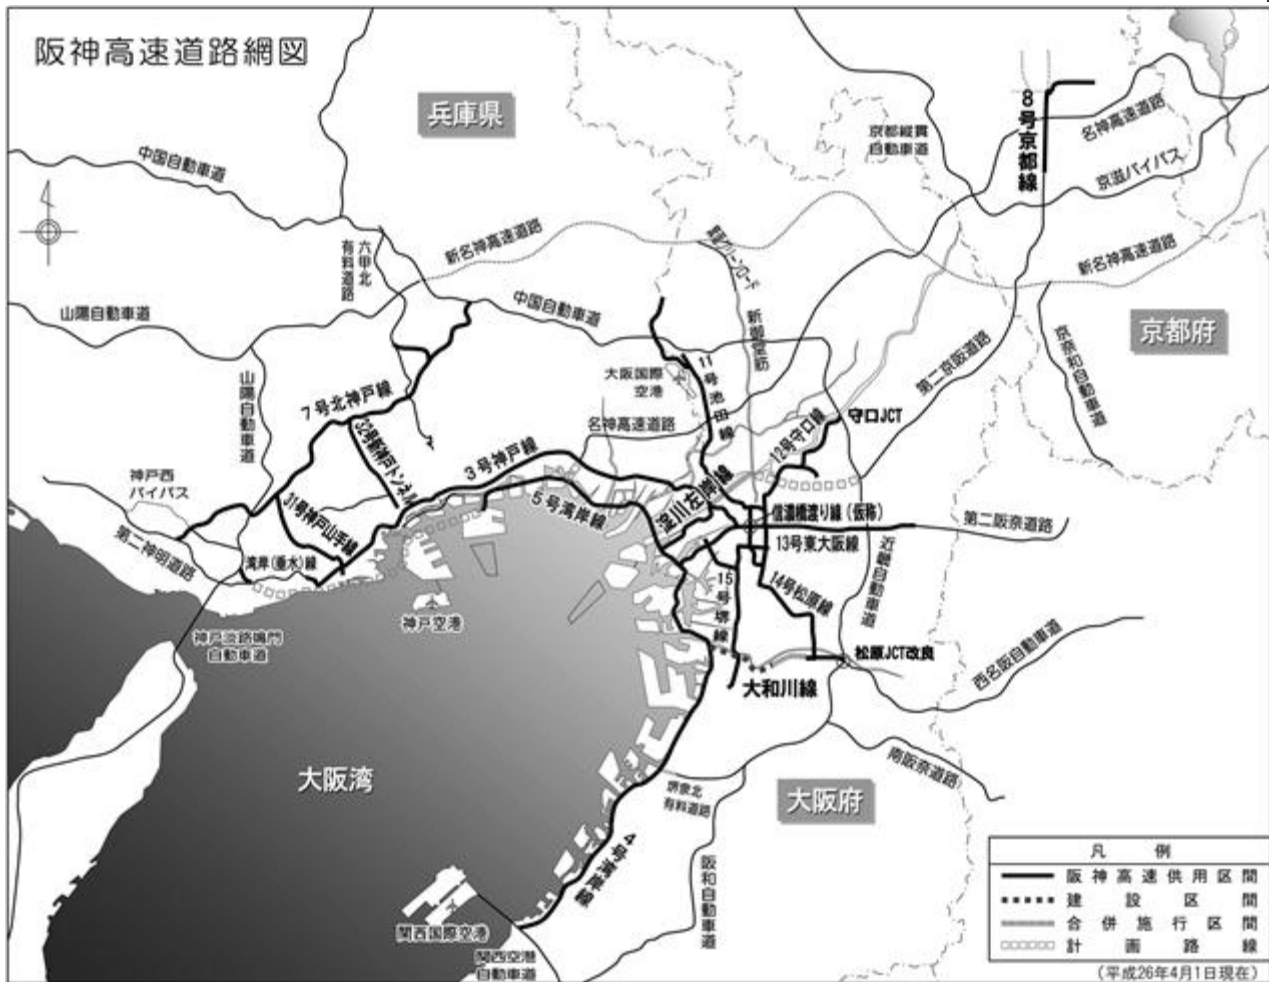 阪神高速道路網図
兵庫県
8号京都線
名神高速道路
京都縦貫
自動車道
京滋バイパス
中国自動車道
六甲北
有料道路
新名神高速道路
新名神高速道路
山陽自動車道
中国自動車道
新御堂筋
京都府
第二京阪道路
京奈和自動車道
大阪国際
空港
11号池田線
山陽自動車道
7号北神戸線
32号新神戸トンネル
名神高速道路
守口JCT
12号守口線
3号神戸線
神戸西
バイパス
31号神戸山手線
5号湾岸線
淀川左岸線
信濃橋渡り線(仮称)
第二阪奈道路
13号東大阪線
近畿自動車道
第二神明道路
湾岸(垂水)線
15号堺線
14号松原線
神戸空港
神戸淡路鳴門
自動車道
松原JCT改良
西名阪自動車道
大和川線
大阪湾
南阪奈道路
堺泉北
有料道路
大阪府
4号湾岸線
阪和自動車道
関西国際空港
関西空港
自動車道
凡例
阪神高速供用区間
建設区間
合併施行区間
計画路線
(平成26年4月1日現在)